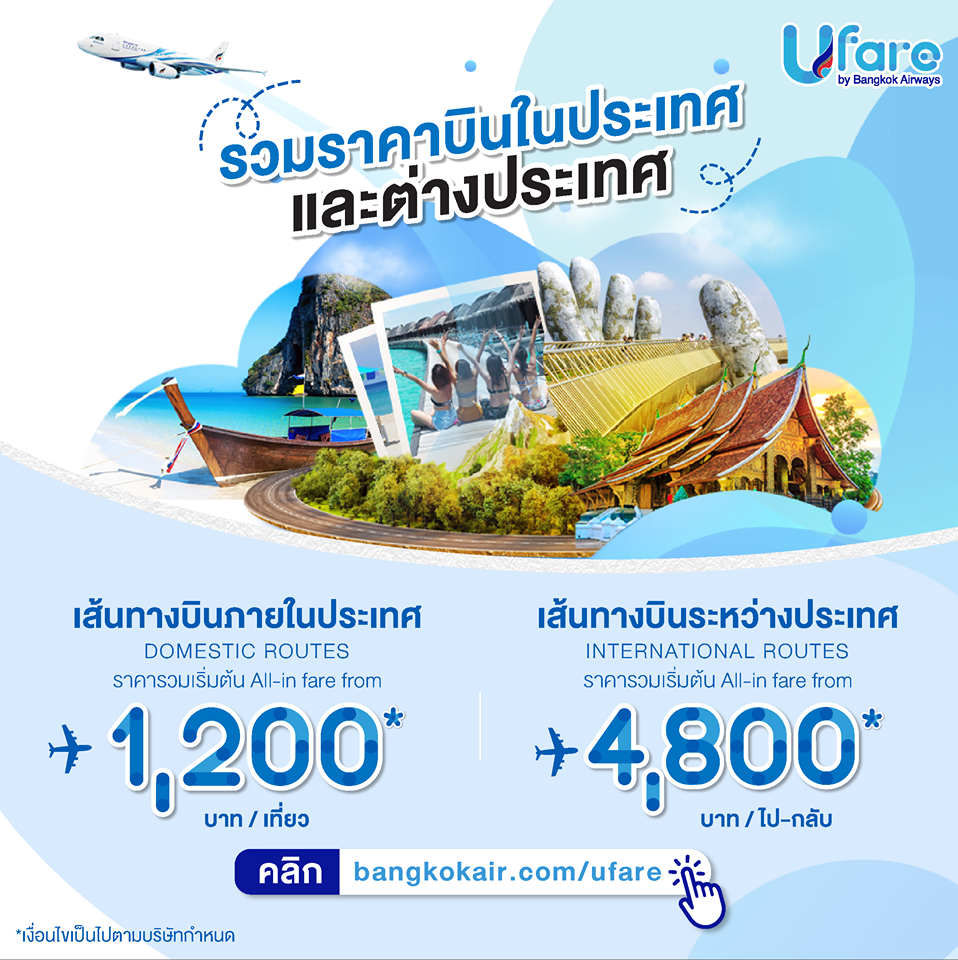 Ufare
by Bangkok Airways
รวมราคาบินในประเทศ
และต่างประเทศ
เส้นทางบินภายในประเทศ
DOMESTIC ROUTES
ราคารวมเริ่มต้น All-in fare from
1,200*
บาท / เที่ยว
เส้นทางบินระหว่างประเทศ
INTERNATIONAL ROUTES
ราคารวมเริ่มต้น All-in fare from
4,800*
บาท / ไป-กลับ
คลิก bangkokair.com/ufare
*เงื่อนไขเป็นไปตามบริษัทกำหนด